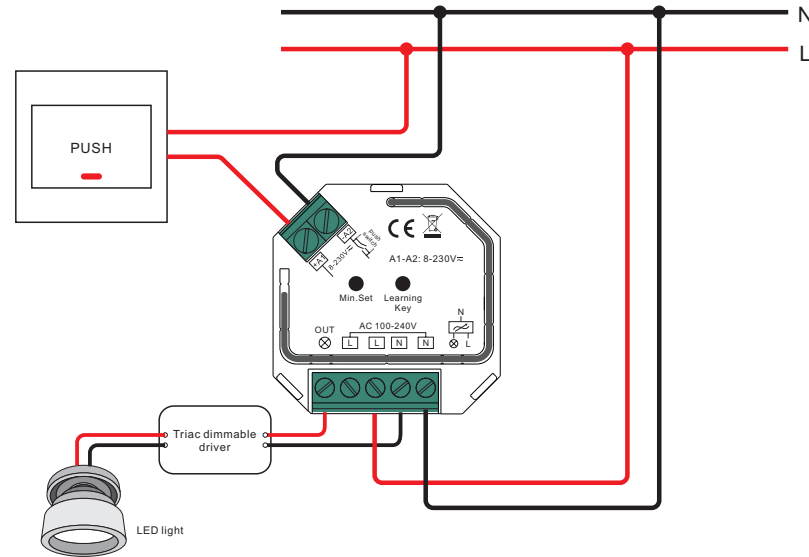 N
L
PUSH
-A2
Push
switch
+A1
8-230V⎓
CE
A1-A2: 8-230V⎓
Min.Set
Learning
Key
N
OUT
AC 100-240V
L
L
N
N
L
Triac dimmable
driver
LED light